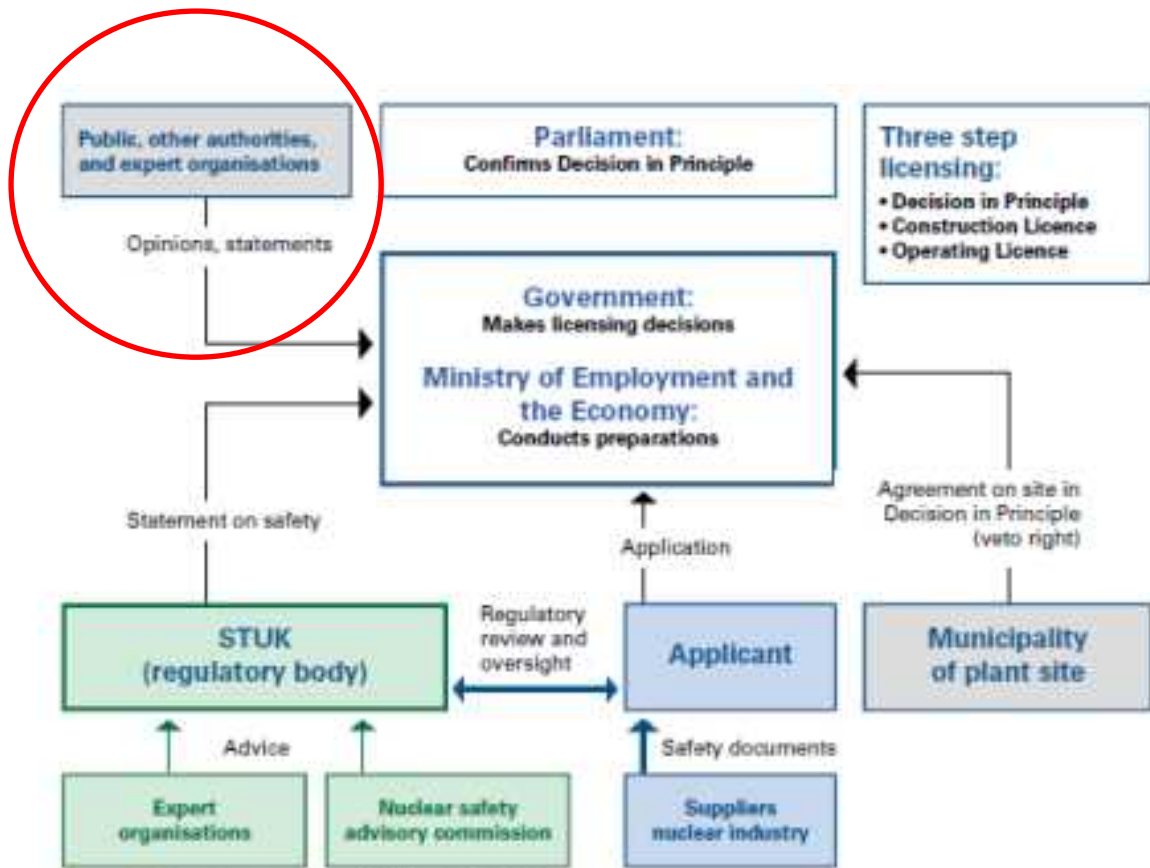 Public, other authorities,
and expert organisations
Parliament:
Confirms Decision in Principle
Three step
licensing:
• Decision in Principle
• Construction Licence
• Operating Licence
Opinions, statements
Government:
Makes licensing decisions
Ministry of Employment and
the Economy:
Conducts preparations
Statement on safety
Application
Agreement on site in
Decision in Principle
(veto right)
STUK
(regulatory body)
Regulatory
review and
oversight
Applicant
Municipality
of plant site
Advice
Safety documents
Expert
organisations
Nuclear safety
advisory commission
Suppliers
nuclear industry